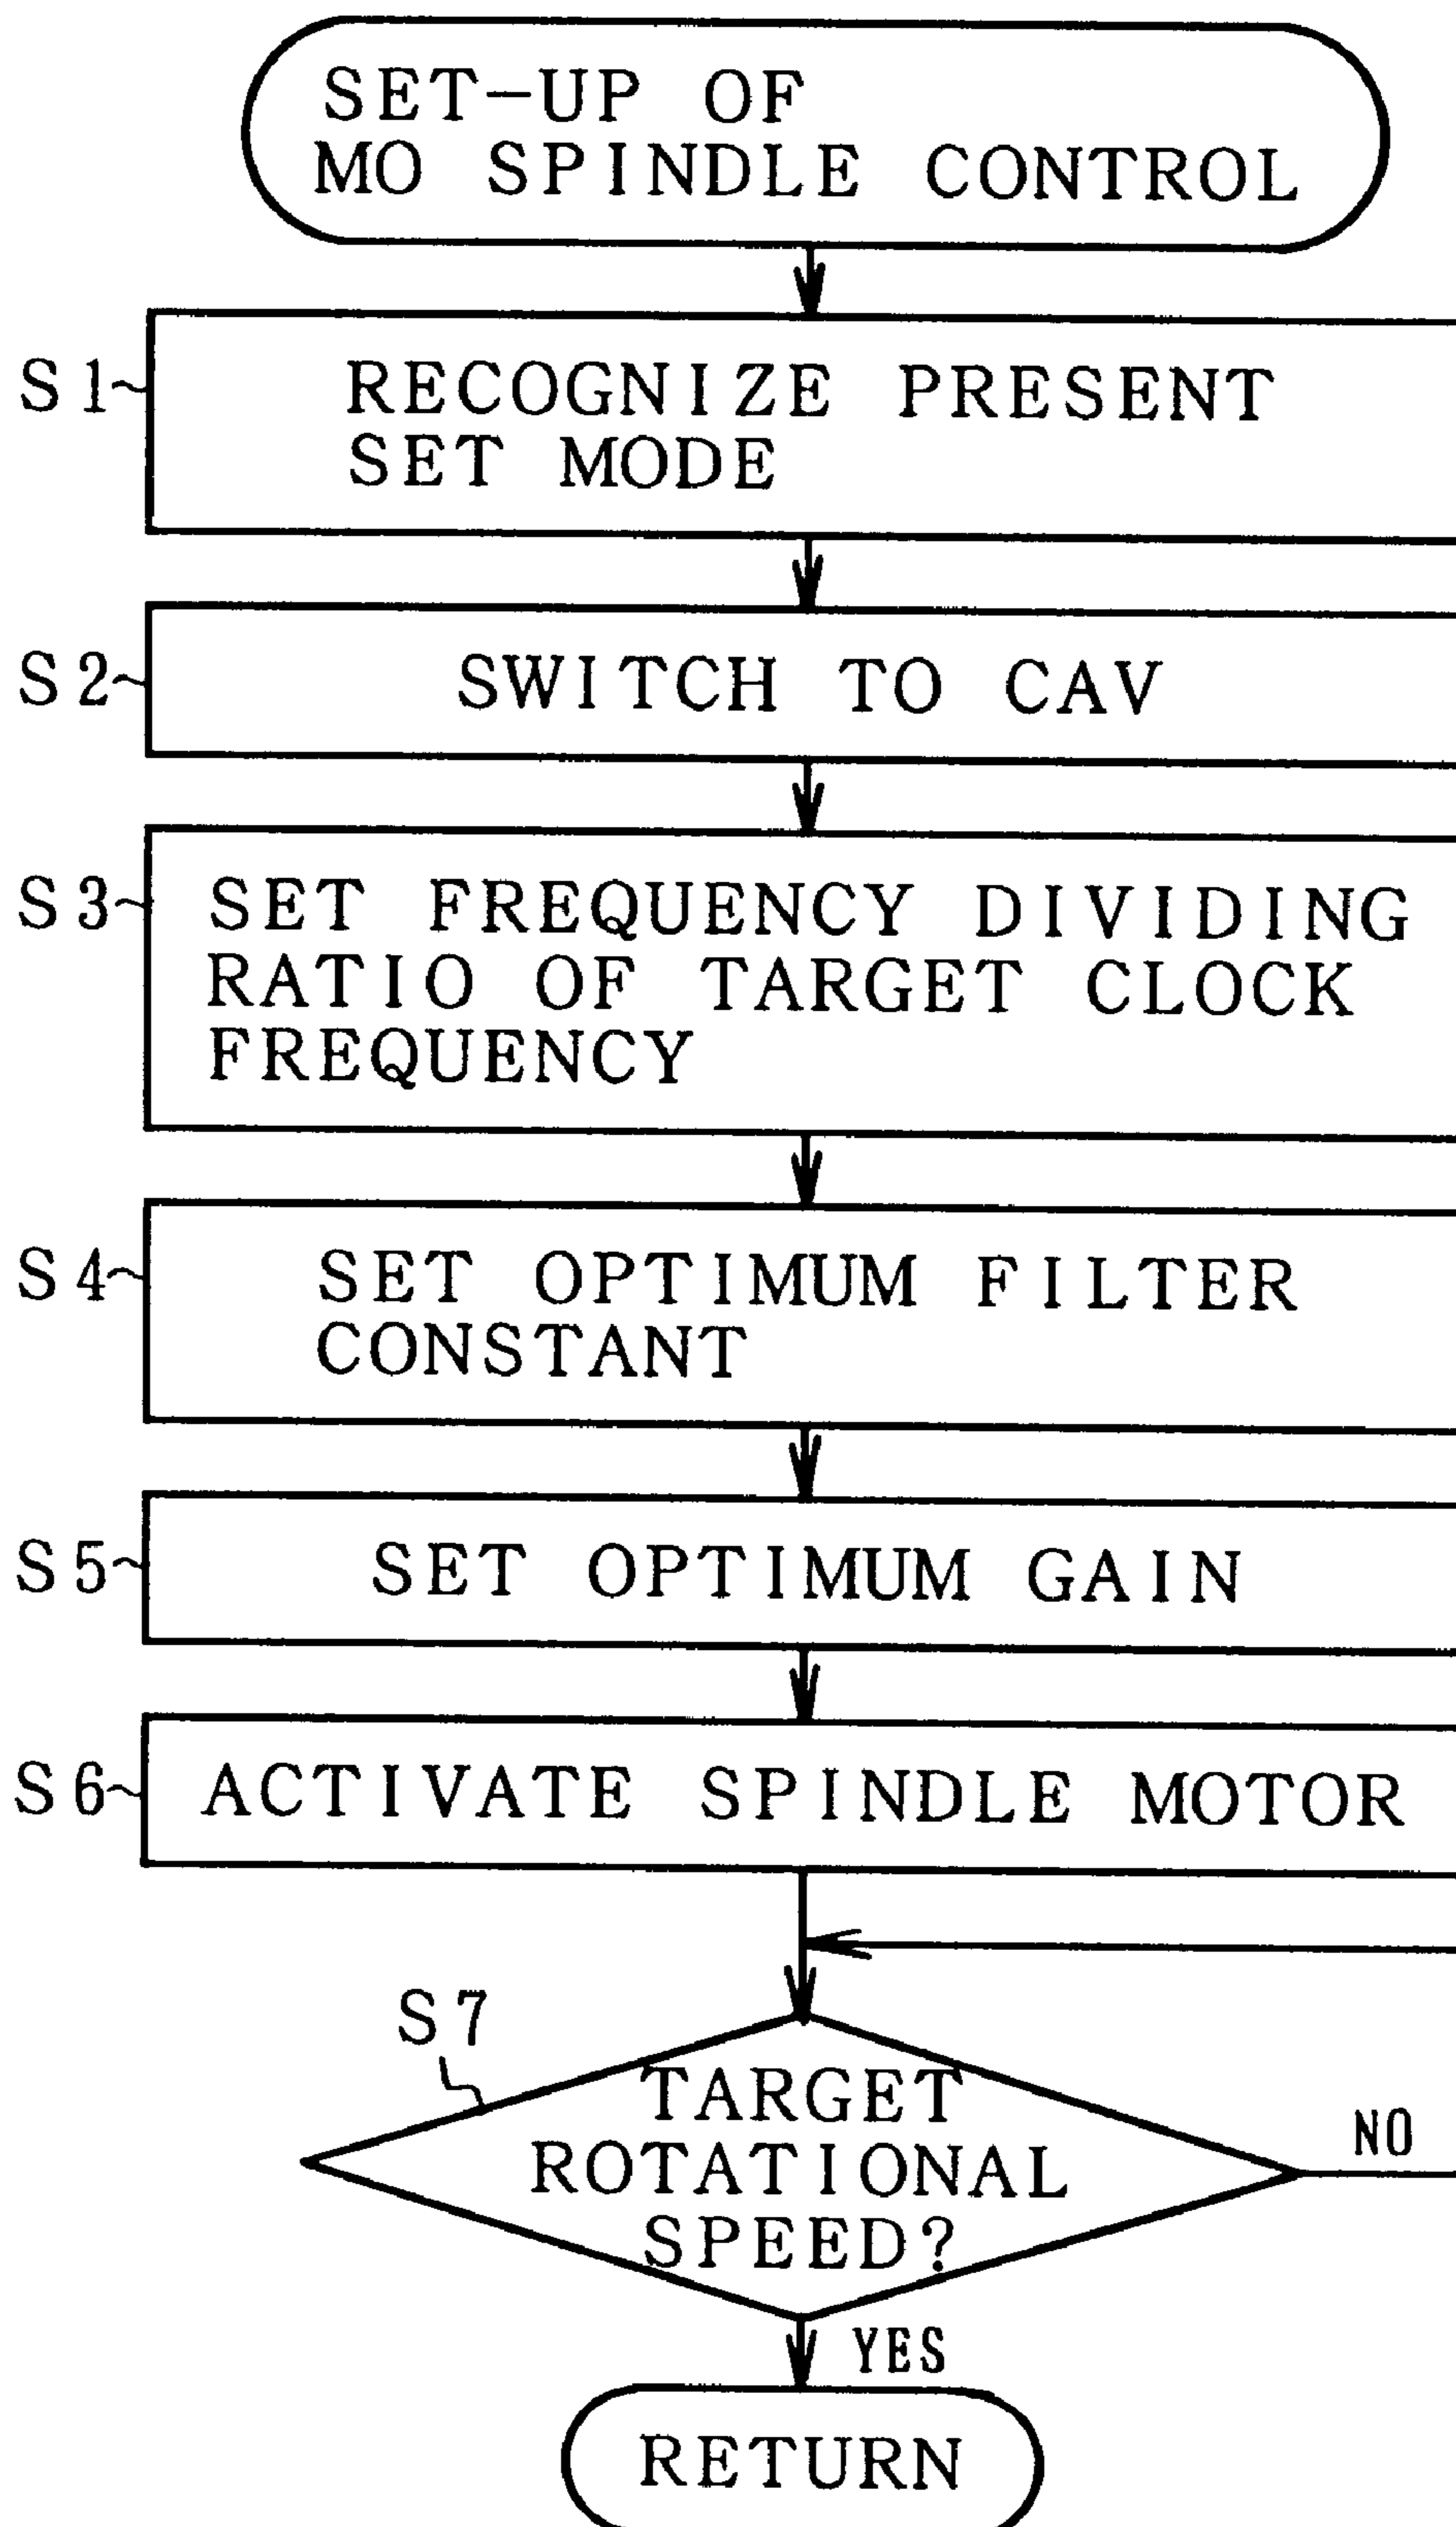 SET-UP OF
MO SPINDLE CONTROL
S1
RECOGNIZE PRESENT
SET MODE
S2
SWITCH TO CAV
S3
SET FREQUENCY DIVIDING
RATIO OF TARGET CLOCK
FREQUENCY
S4
SET OPTIMUM FILTER
CONSTANT
S5
SET OPTIMUM GAIN
S6
ACTIVATE SPINDLE MOTOR
S7
TARGET
ROTATIONAL
SPEED?
NO
YES
RETURN